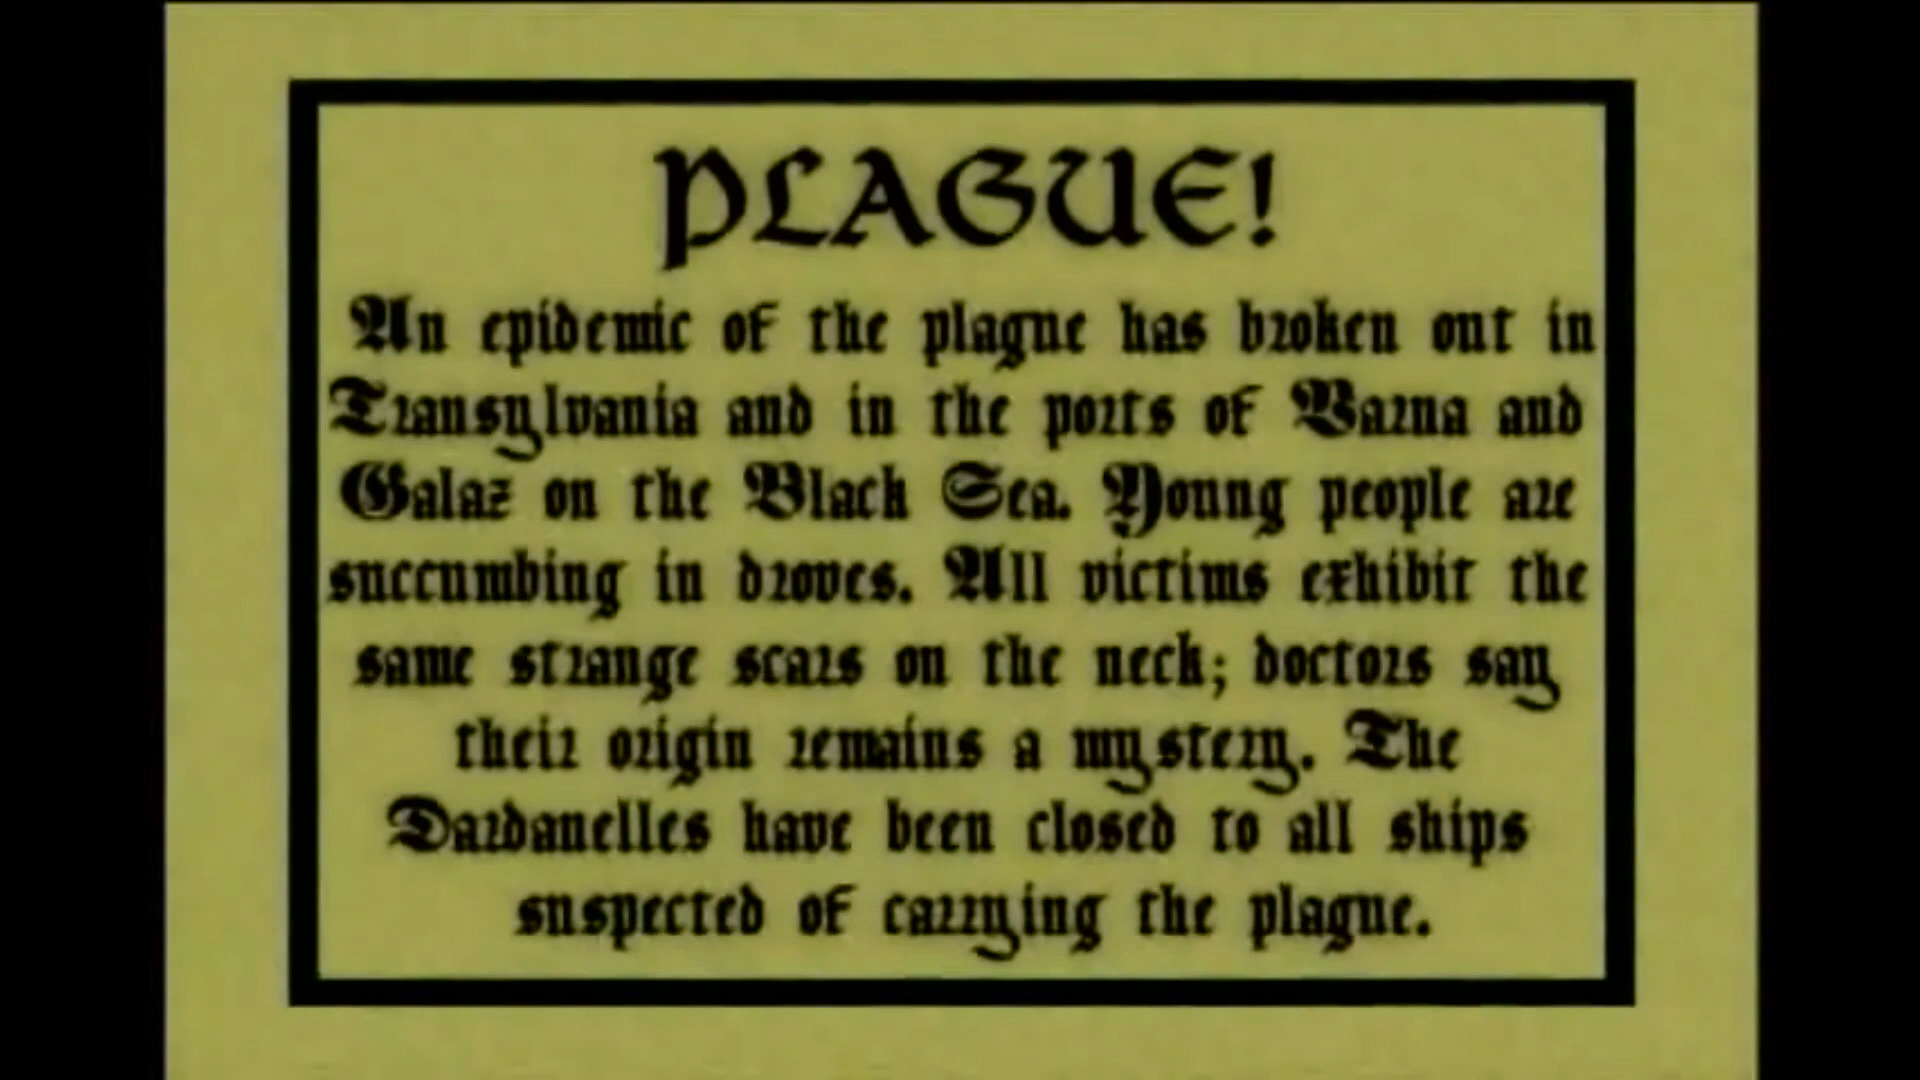 PLAGUE!
An epidemic of the plague has broken out in
Transylvania and in the ports of Varna and
Galaz on the Black Sea. Young people are
succumbing in droves. All victims exhibit the
same strange scars on the neck; doctors say
their origin remains a mystery. The
Dardanelles have been closed to all ships
suspected of carrying the plague.